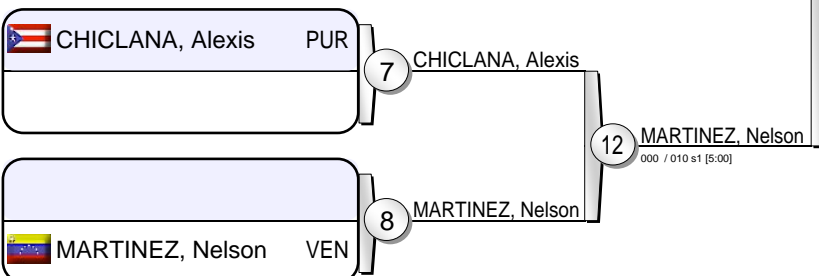 CHICLANA, Alexis PUR
7
CHICLANA, Alexis
12
MARTINEZ, Nelson
000 / 010 s1 [5:00]
8
MARTINEZ, Nelson
MARTINEZ, Nelson VEN